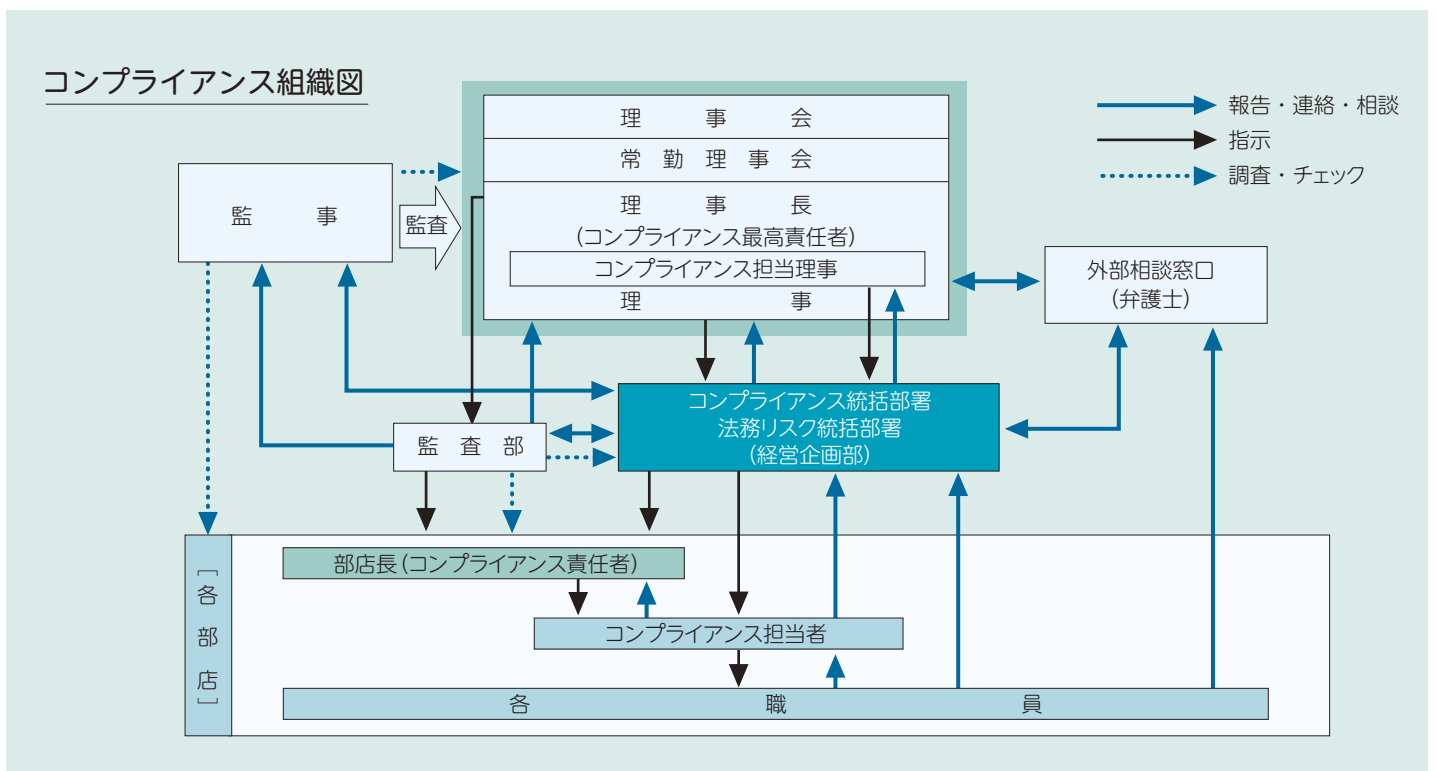 コンプライアンス組織図
報告・連絡・相談
指示
調査・チェック
理事会
常勤理事会
理事長
(コンプライアンス最高責任者)
コンプライアンス担当理事
理事
監事
監査
外部相談窓口
(弁護士)
コンプライアンス統括部署
法務リスク統括部署
(経営企画部)
監査部
[各部店]
部店長(コンプライアンス責任者)
コンプライアンス担当者
各職員